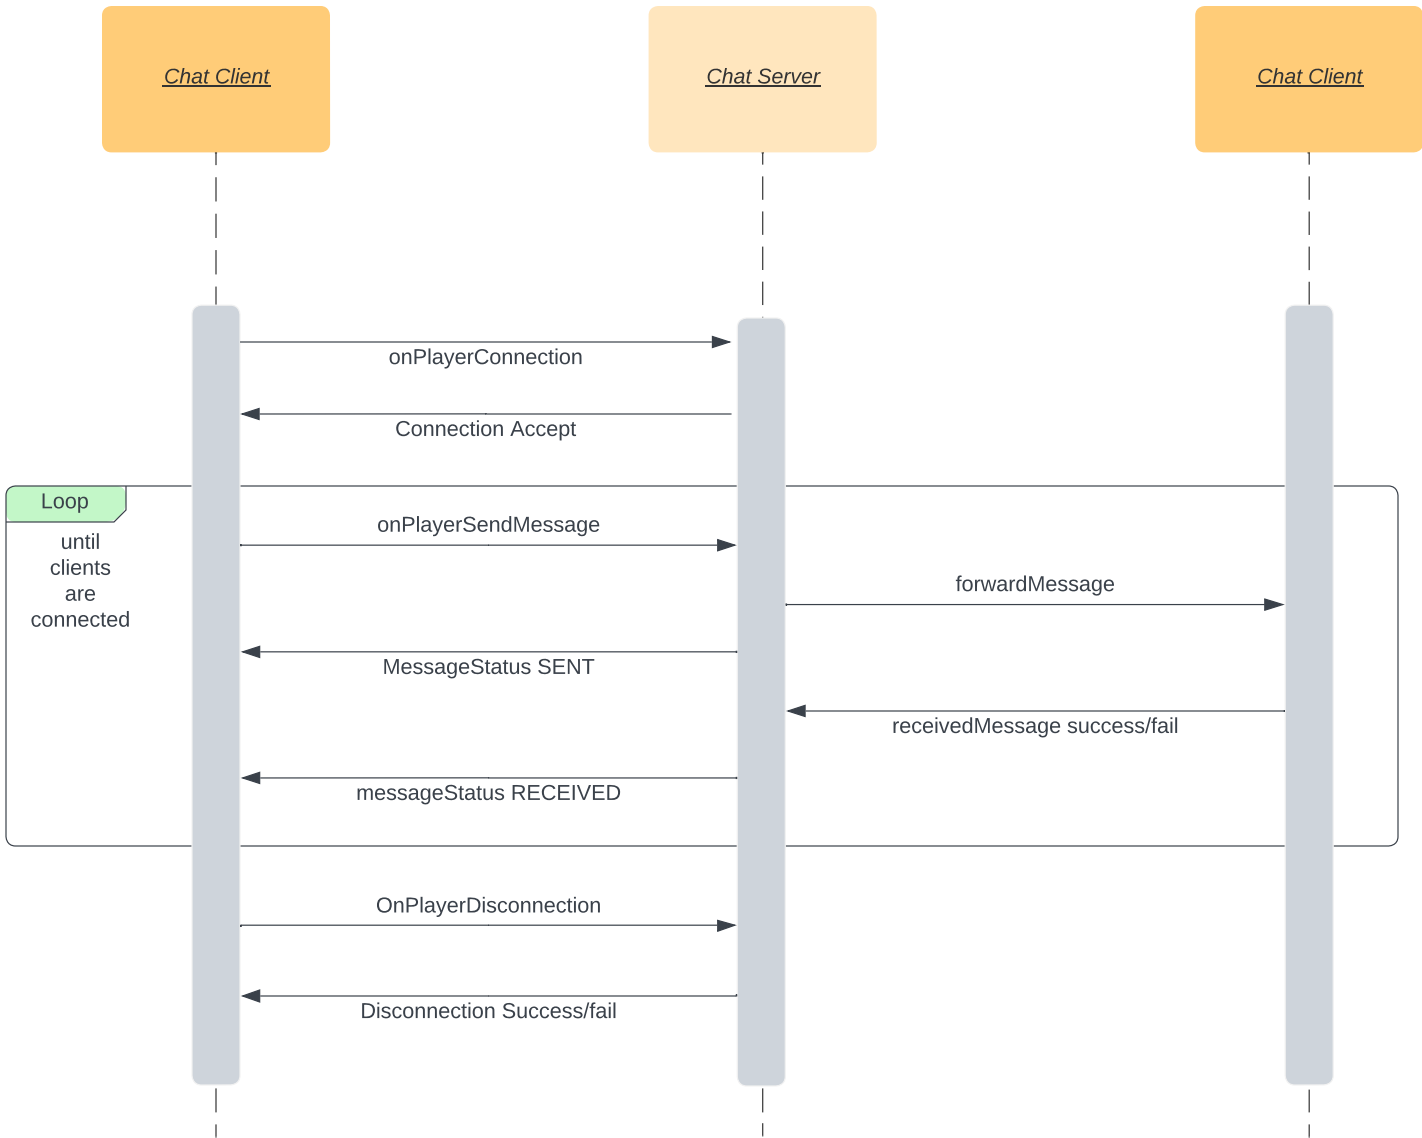 Chat Client
Chat Server
Chat Client
onPlayerConnection
Connection Accept
Loop
until
clients
are
connected
onPlayerSendMessage
forwardMessage
MessageStatus SENT
receivedMessage success/fail
messageStatus RECEIVED
OnPlayerDisconnection
Disconnection Success/fail